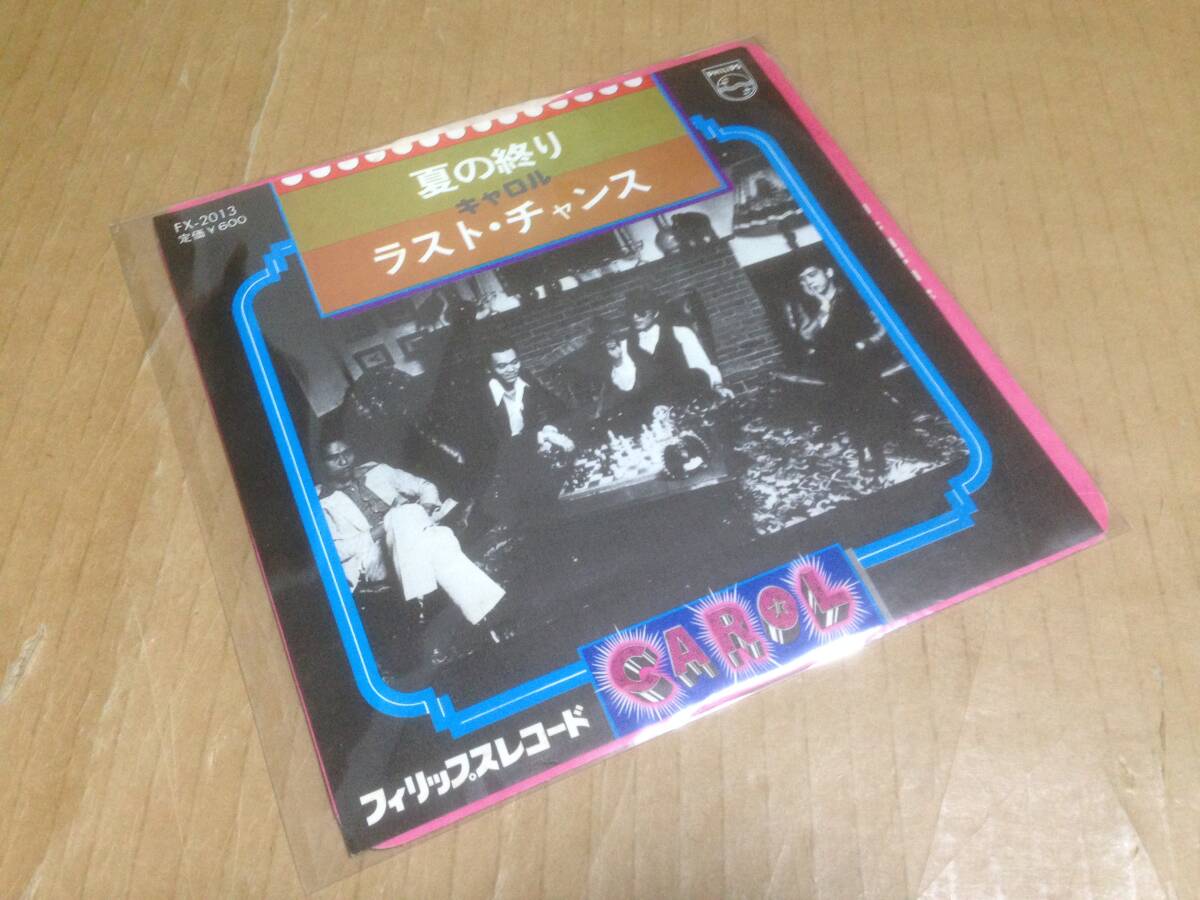 PHILIPS
夏の終り
キャロル
ラスト・チャンス
FX-2013
定価￥600
CAROL
フィリップスレコード